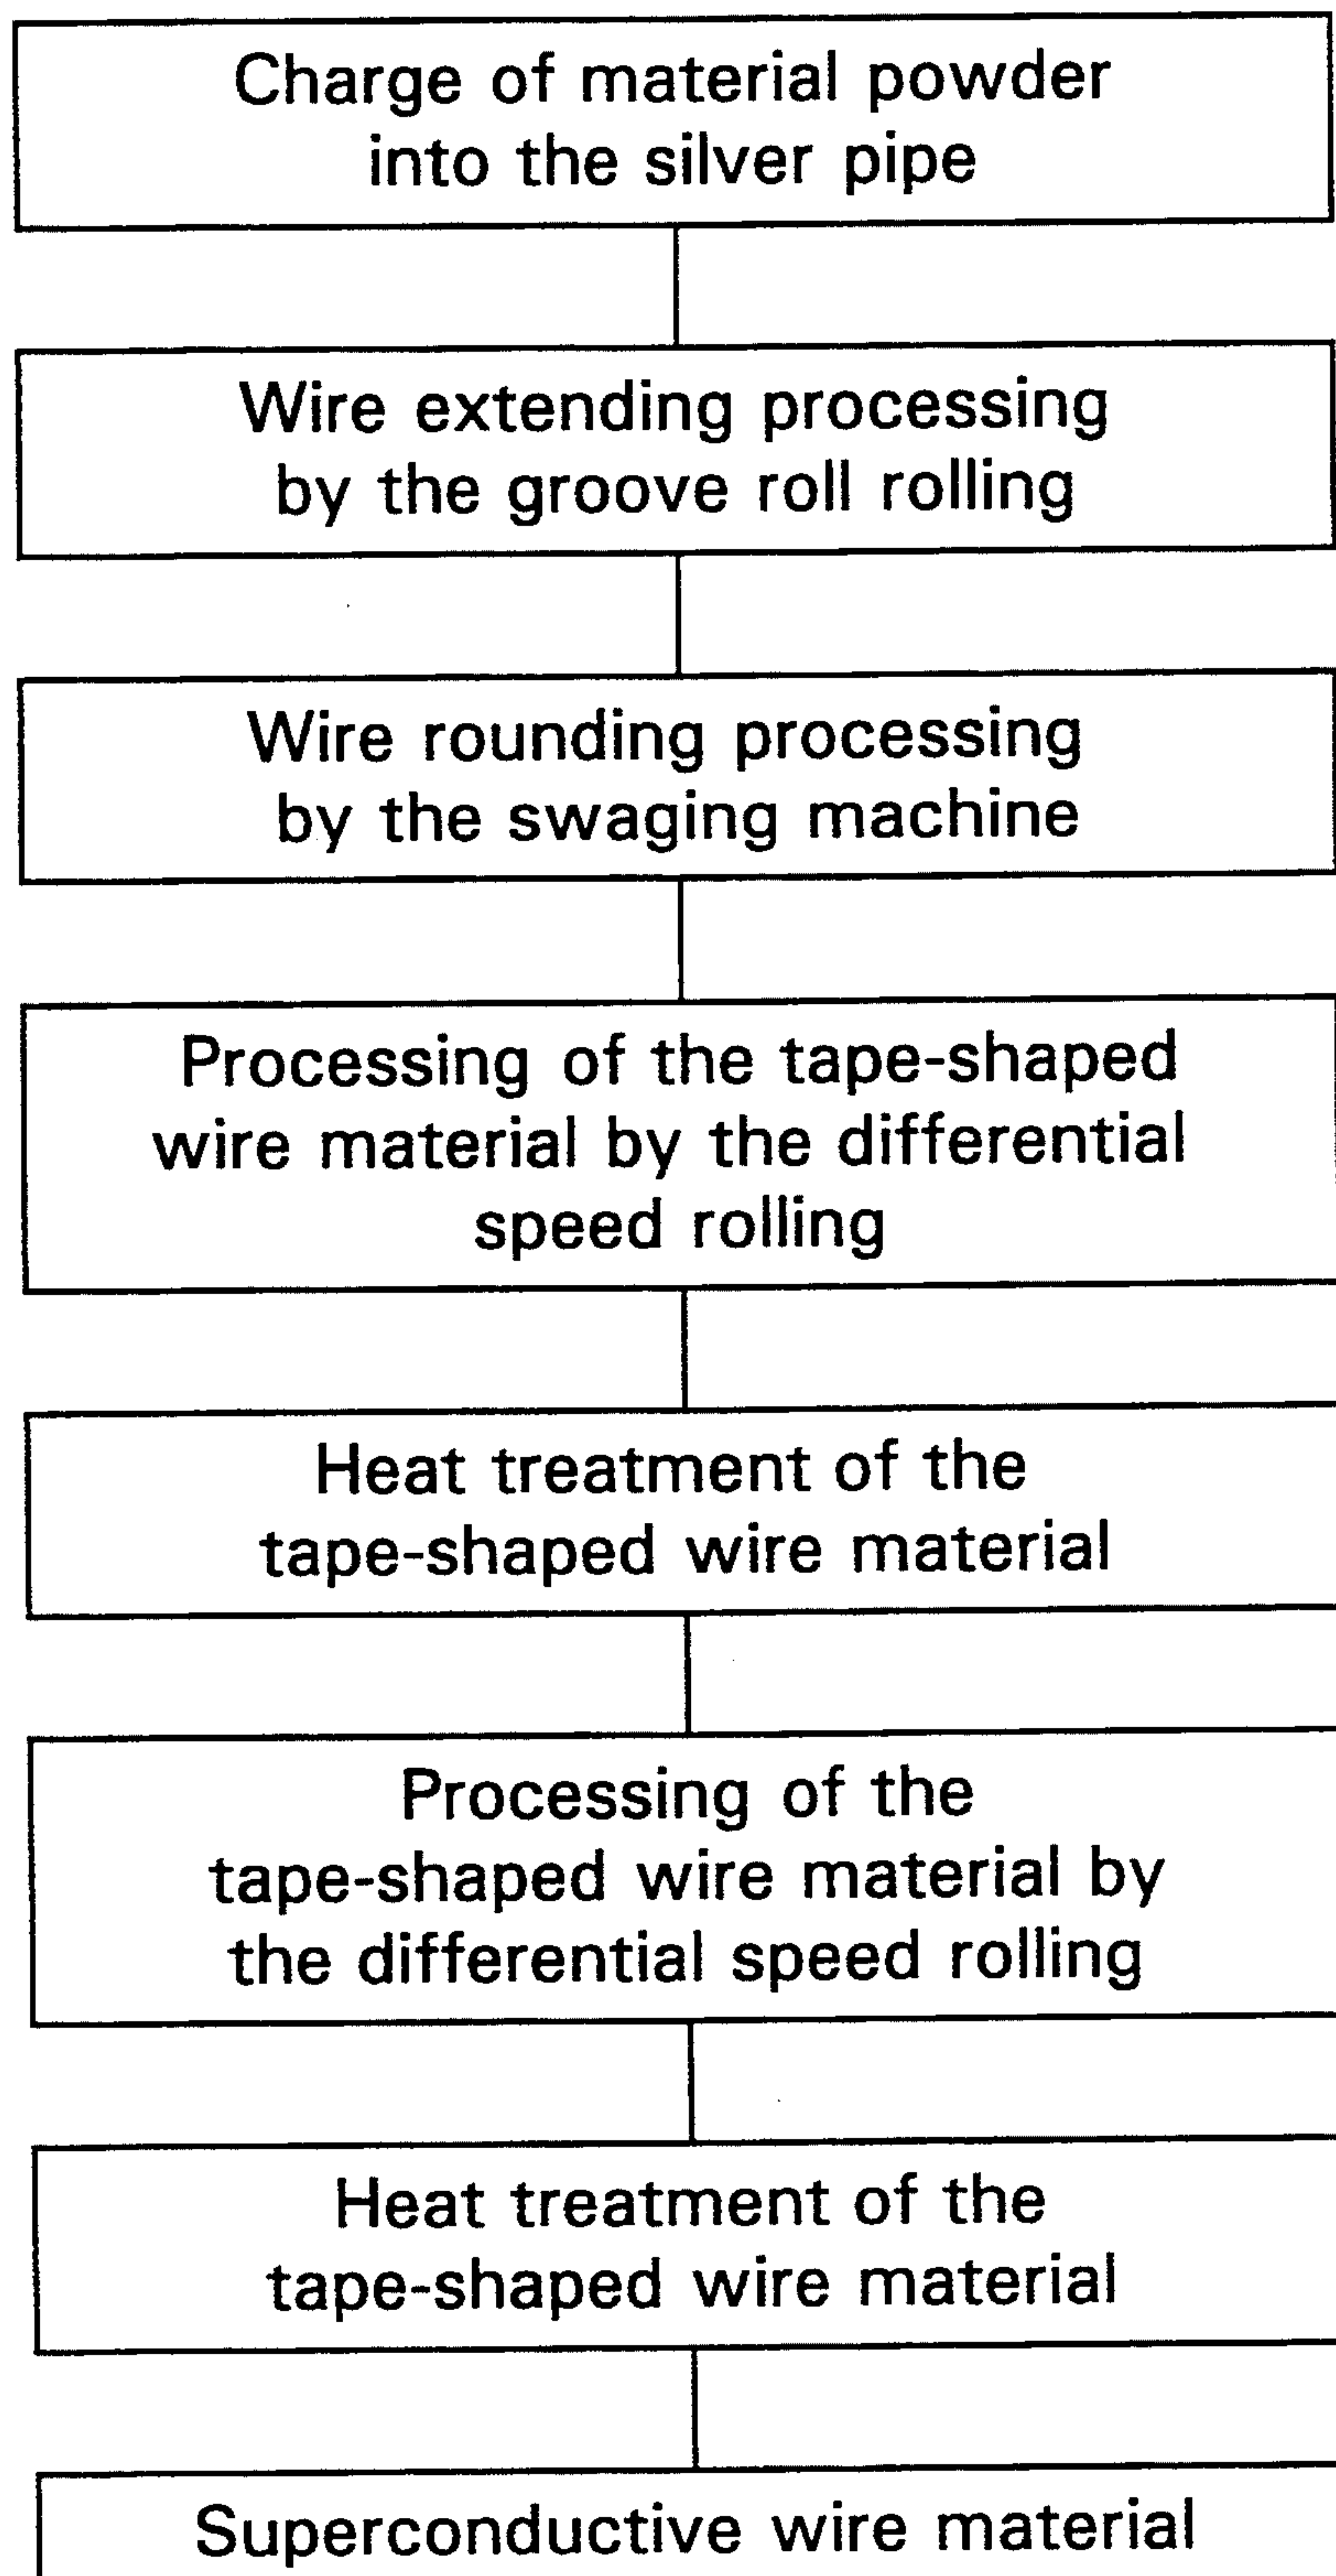 Charge of material powder
into the silver pipe
Wire extending processing
by the groove roll rolling
Wire rounding processing
by the swaging machine
Processing of the tape-shaped
wire material by the differential
speed rolling
Heat treatment of the
tape-shaped wire material
Processing of the
tape-shaped wire material by
the differential speed rolling
Heat treatment of the
tape-shaped wire material
Superconductive wire material